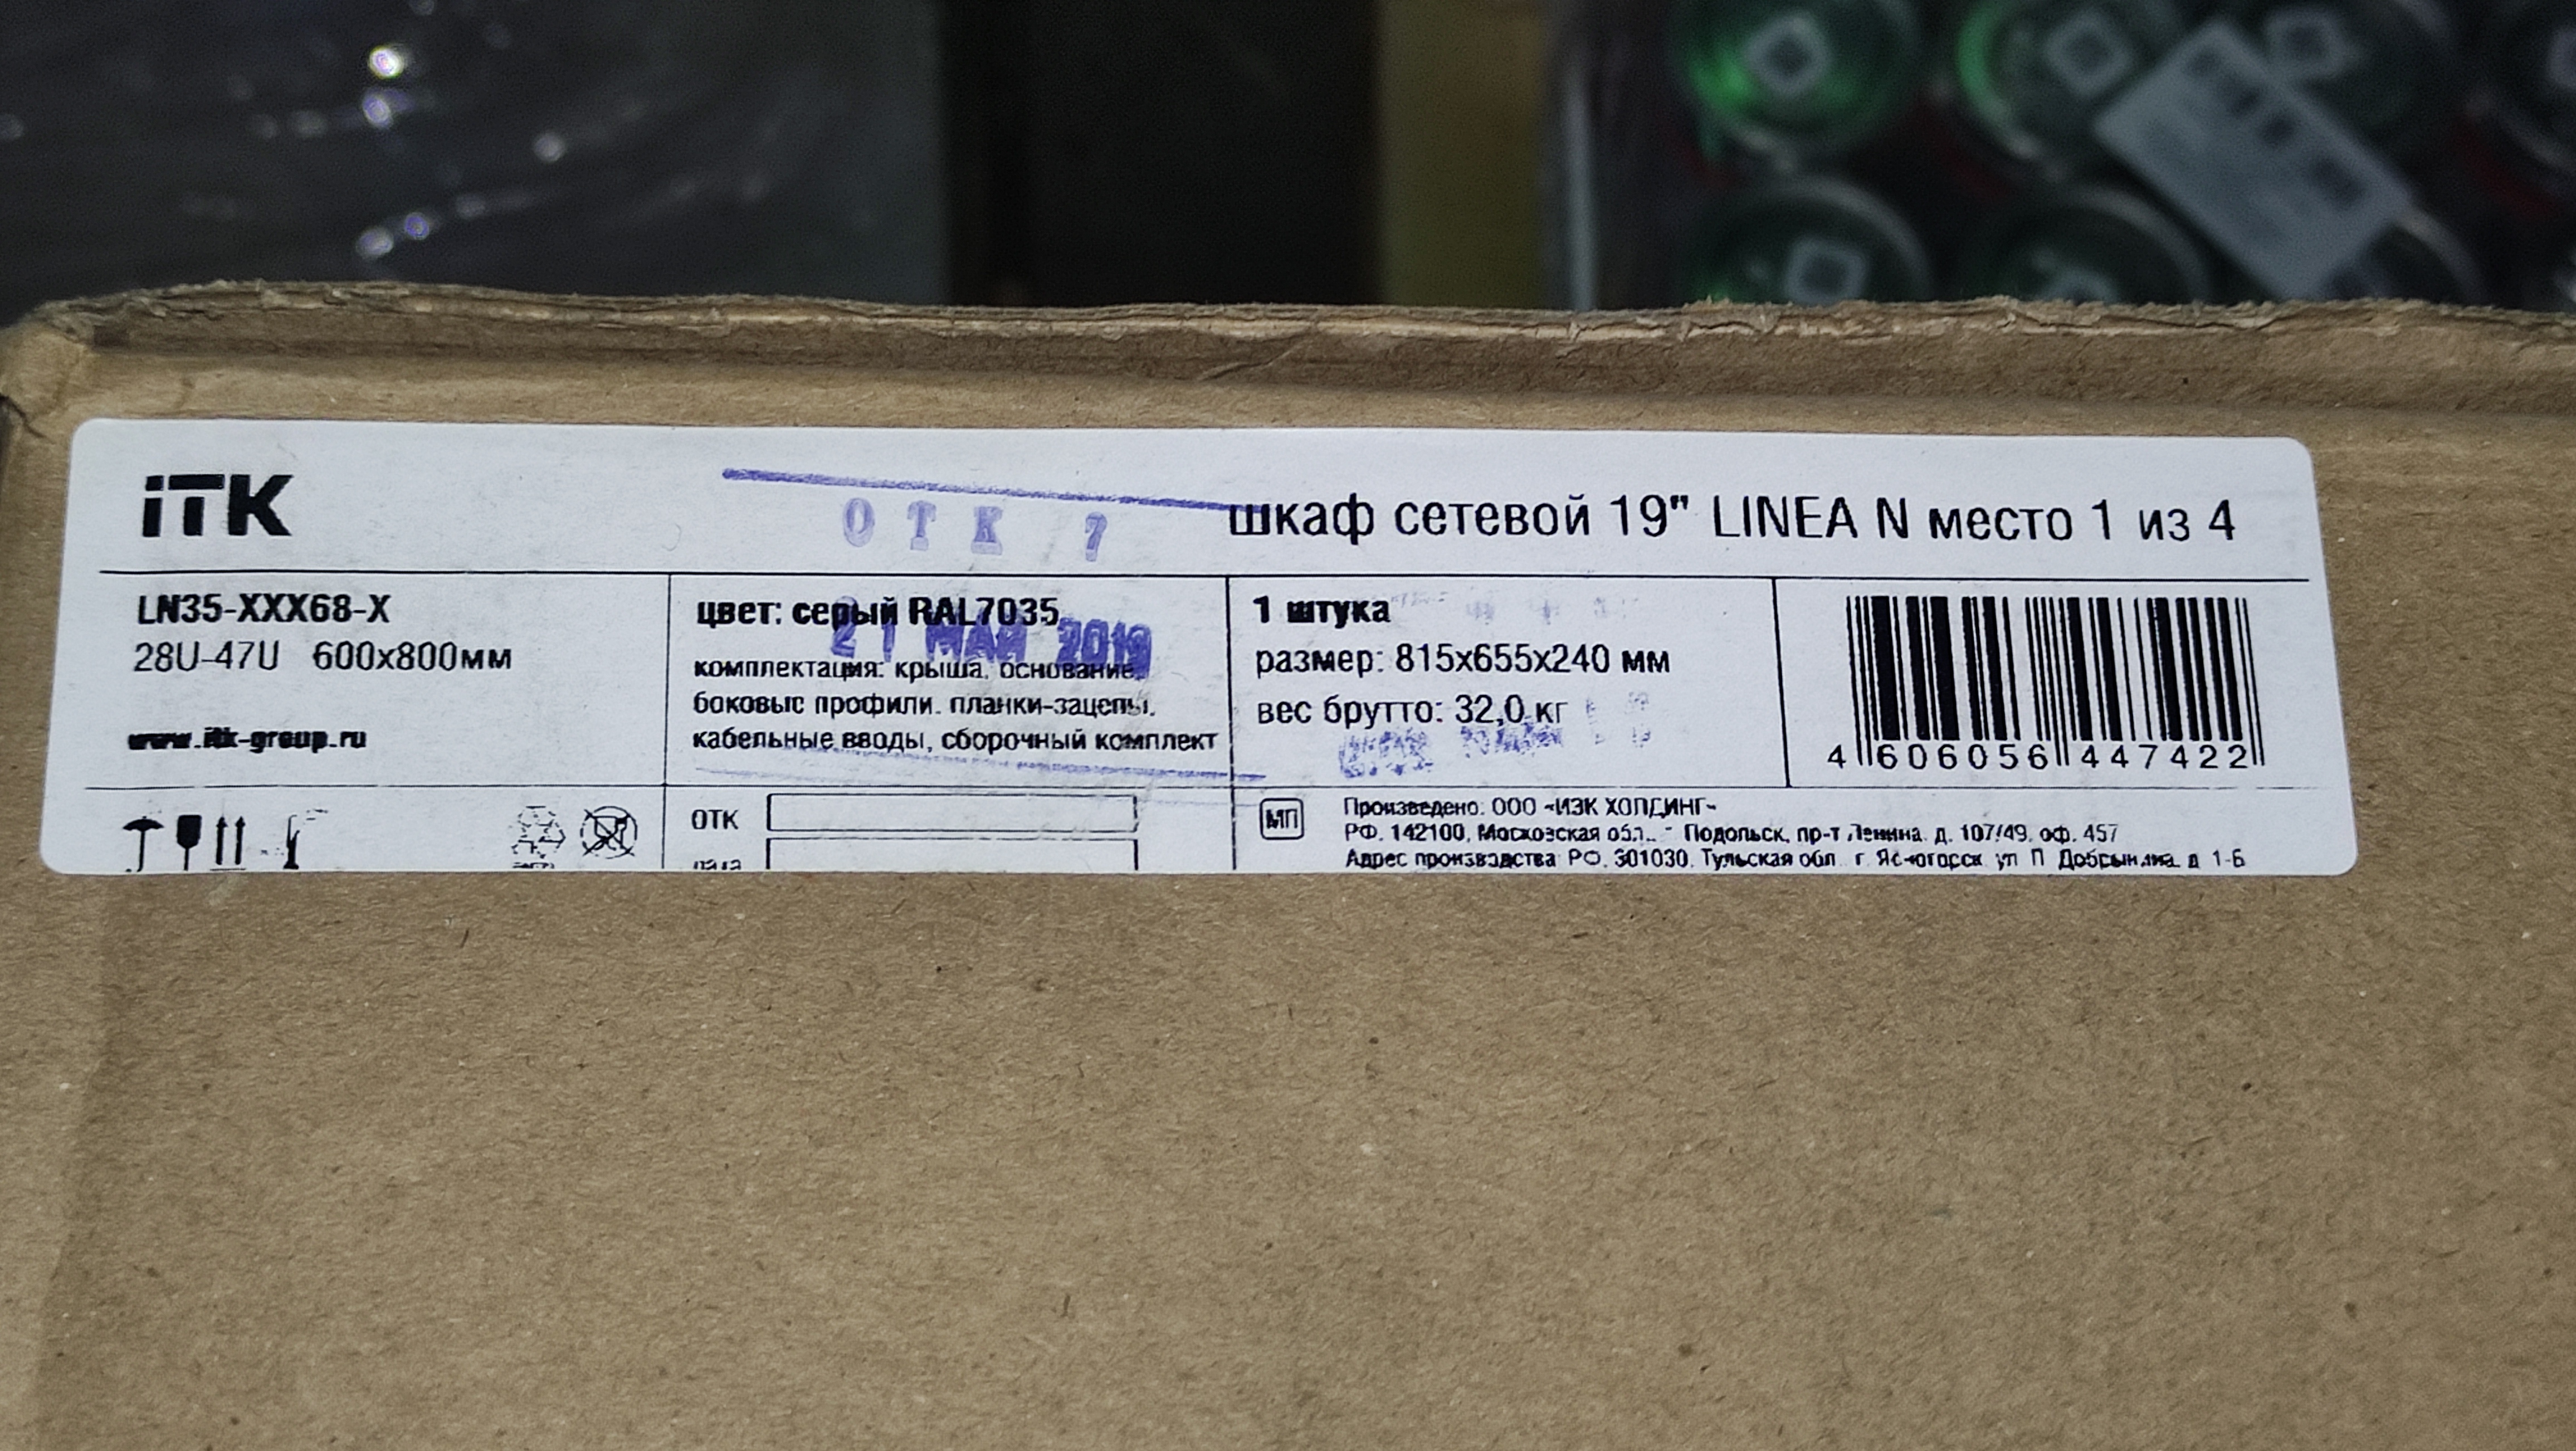 iTK
ОТК 7
шкаф сетевой 19" LINEA N место 1 из 4
LN35-XXX68-X
28U-47U 600x800мм
www.itk-group.ru
цвет: серый RAL7035
21 МАЙ 2019
комплектация: крыша, основание,
боковые профили, планки-зацепы,
кабельные вводы, сборочный комплект
1 штука
размер: 815x655x240 мм
вес брутто: 32,0 кг
4 606056 447422
ОТК
дата
МП
Произведено: ООО «ИЭК ХОЛДИНГ»
РФ, 142100, Московская обл., Подольск, пр-т Ленина, д. 107/49, оф. 457
Адрес производства: РФ, 301030, Тульская обл. г. Ясногорск ул П Добрынина д 1-Б